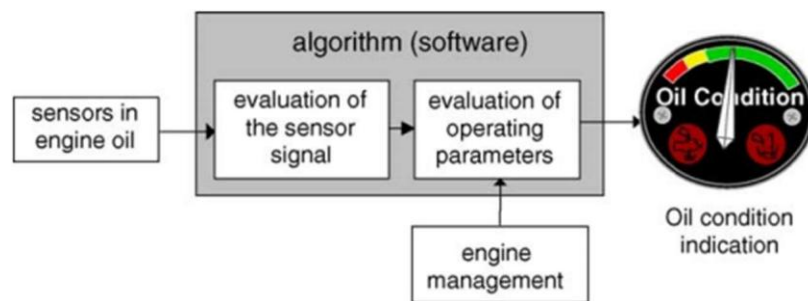 algorithm (software)
sensors in
engine oil
evaluation of
the sensor
signal
evaluation of
operating
parameters
engine
management
Oil Condition
Oil condition
indication